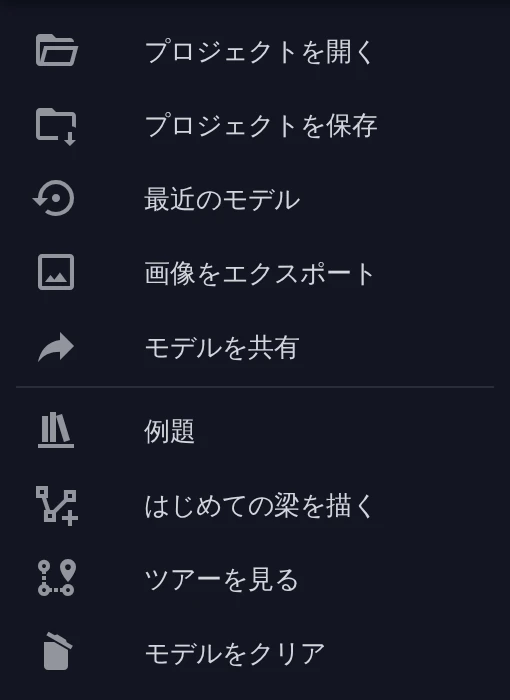 プロジェクトを開く
プロジェクトを保存
最近のモデル
画像をエクスポート
モデルを共有
例題
はじめての梁を描く
ツアーを見る
モデルをクリア